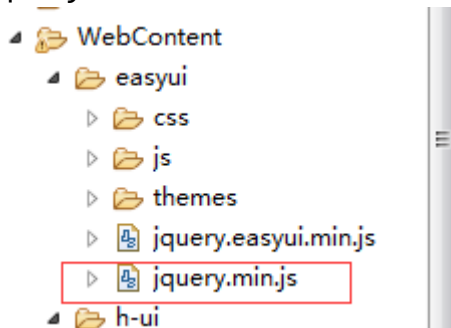 WebContent
easyui
css
js
themes
jquery.easyui.min.js
jquery.min.js
h-ui